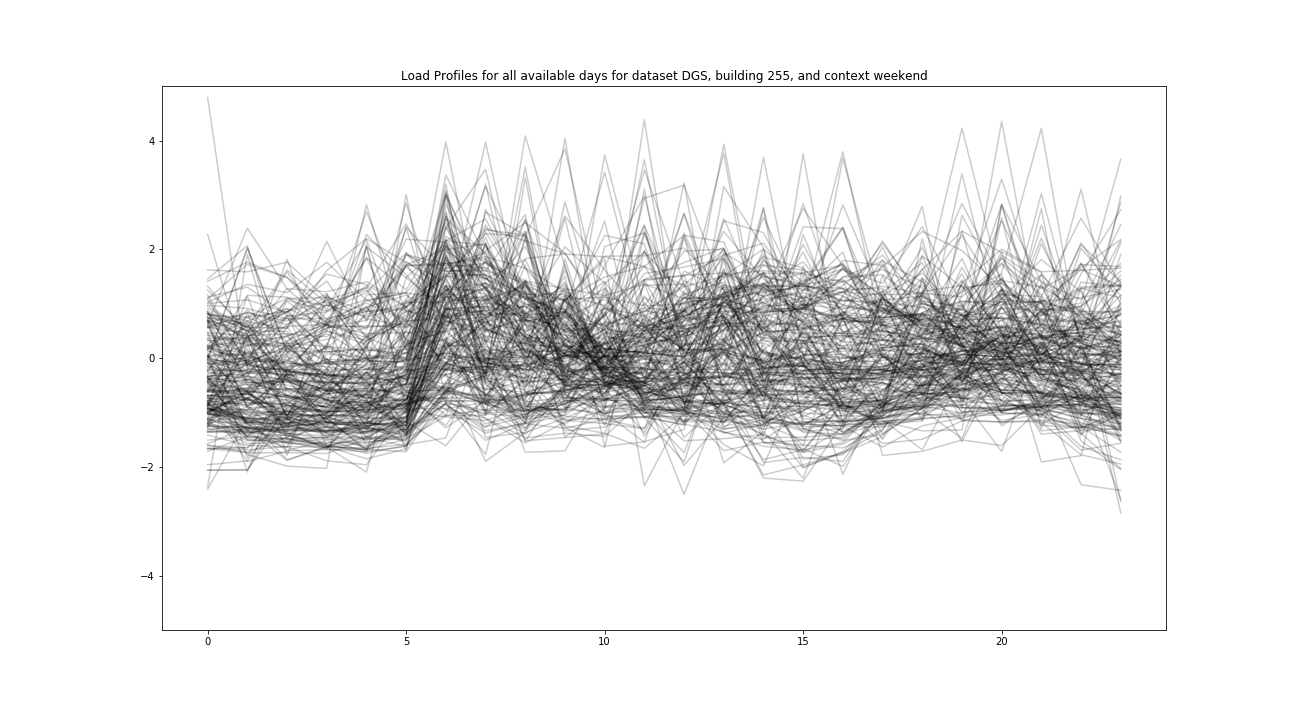 Load Profiles for all available days for dataset DGS, building 255, and context weekend
4
2
0
−2
−4
0 5 10 15 20